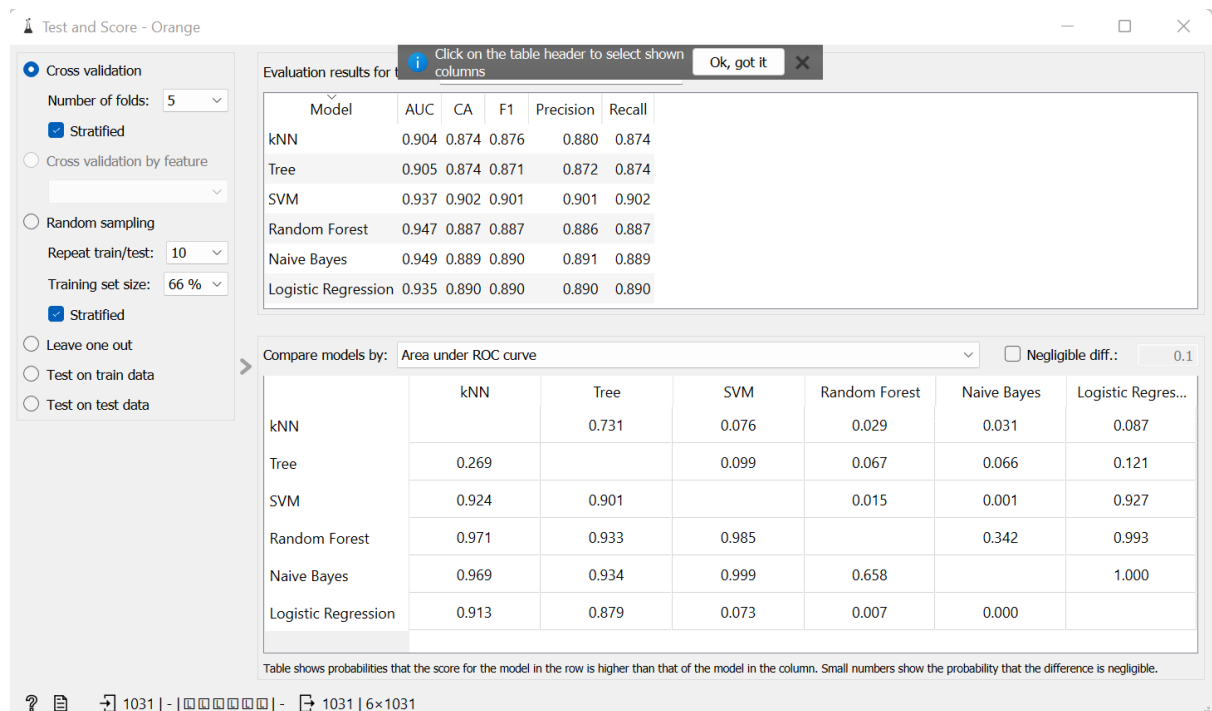 Test and Score - Orange
Click on the table header to select shown
columns
Ok, got it
Cross validation
Number of folds: 5
Stratified
Cross validation by feature
Random sampling
Repeat train/test: 10
Training set size: 66 %
Stratified
Leave one out
Test on train data
Test on test data
Evaluation results for t
Model AUC CA F1 Precision Recall
kNN 0.904 0.874 0.876 0.880 0.874
Tree 0.905 0.874 0.871 0.872 0.874
SVM 0.937 0.902 0.901 0.901 0.902
Random Forest 0.947 0.887 0.887 0.886 0.887
Naive Bayes 0.949 0.889 0.890 0.891 0.889
Logistic Regression 0.935 0.890 0.890 0.890 0.890
Compare models by: Area under ROC curve Negligible diff.: 0.1
kNN Tree SVM Random Forest Naive Bayes Logistic Regres...
kNN 0.731 0.076 0.029 0.031 0.087
Tree 0.269 0.099 0.067 0.066 0.121
SVM 0.924 0.901 0.015 0.001 0.927
Random Forest 0.971 0.933 0.985 0.342 0.993
Naive Bayes 0.969 0.934 0.999 0.658 1.000
Logistic Regression 0.913 0.879 0.073 0.007 0.000
Table shows probabilities that the score for the model in the row is higher than that of the model in the column. Small numbers show the probability that the difference is negligible.
? 1031 | - | | - 1031 | 6×1031